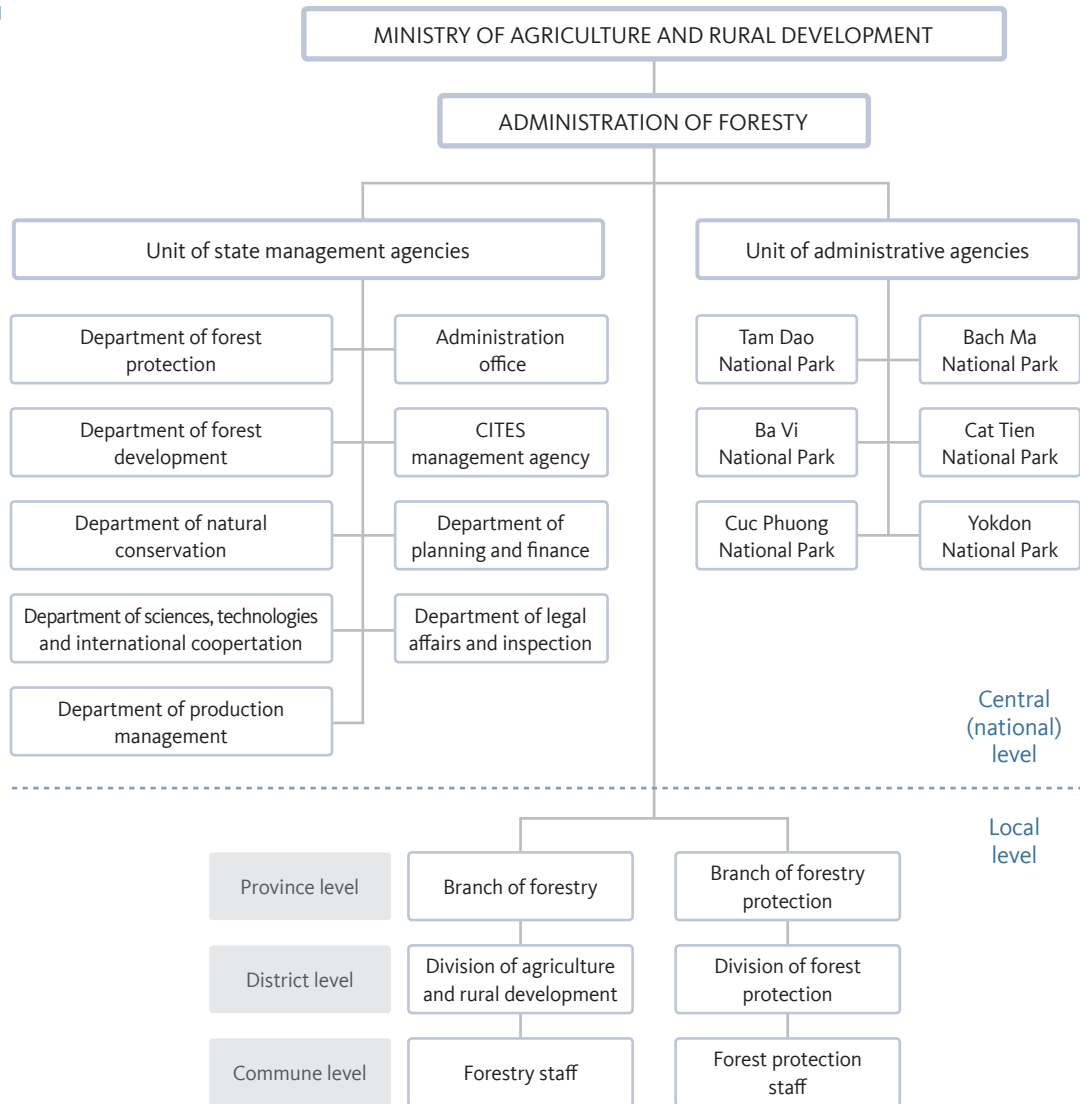 MINISTRY OF AGRICULTURE AND RURAL DEVELOPMENT
ADMINISTRATION OF FORESTY
Unit of state management agencies
Unit of administrative agencies
Department of forest
protection
Administration
office
Tam Dao
National Park
Bach Ma
National Park
Department of forest
development
CITES
management agency
Ba Vi
National Park
Cat Tien
National Park
Department of natural
conservation
Department of
planning and finance
Cuc Phuong
National Park
Yokdon
National Park
Department of sciences, technologies
and international coopertation
Department of legal
affairs and inspection
Department of production
management
Central
(national)
level
Local
level
Province level
Branch of forestry
Branch of forestry
protection
District level
Division of agriculture
and rural development
Division of forest
protection
Commune level
Forestry staff
Forest protection
staff